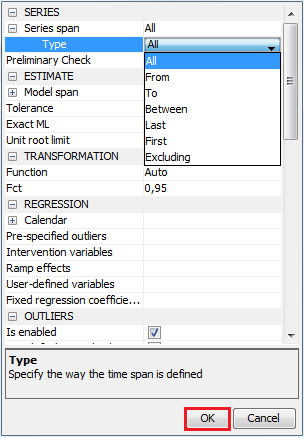 SERIES
Series span All
Type All
Preliminary Check All
ESTIMATE From
Model span To
Tolerance Between
Exact ML Last
Unit root limit First
TRANSFORMATION Excluding
Function Auto
Fct 0,95
REGRESSION
Calendar
Pre-specified outliers
Intervention variables
Ramp effects
User-defined variables
Fixed regression coefficie...
OUTLIERS
Is enabled
Type
Specify the way the time span is defined
OK Cancel